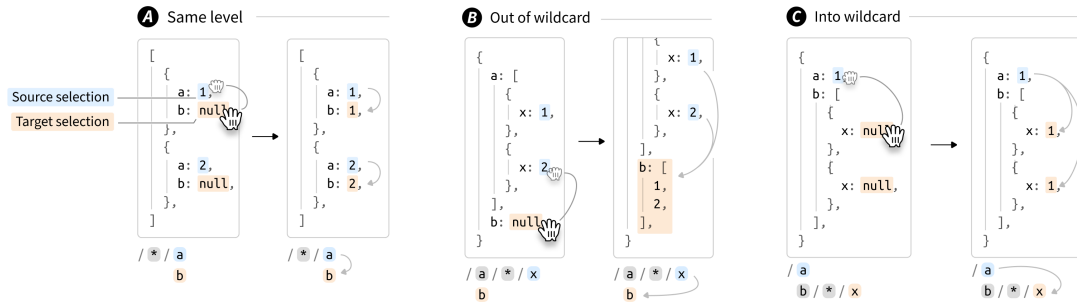 A Same level
[
{
a: 1,
b: null,
},
{
a: 2,
b: null,
},
]
Source selection
Target selection
/ * / a
b
[
{
a: 1,
b: 1,
},
{
a: 2,
b: 2,
},
]
/ * / a
b
B Out of wildcard
{
a: [
{
x: 1,
},
{
x: 2,
},
],
b: null,
}
/ a / * / x
b
{
x: 1,
},
{
x: 2,
},
],
b: [
1,
2,
],
}
/ a / * / x
b
C Into wildcard
{
a: 1,
b: [
{
x: null,
},
{
x: null,
},
],
}
/ a
b / * / x
{
a: 1,
b: [
{
x: 1,
},
{
x: 1,
},
],
}
/ a
b / * / x